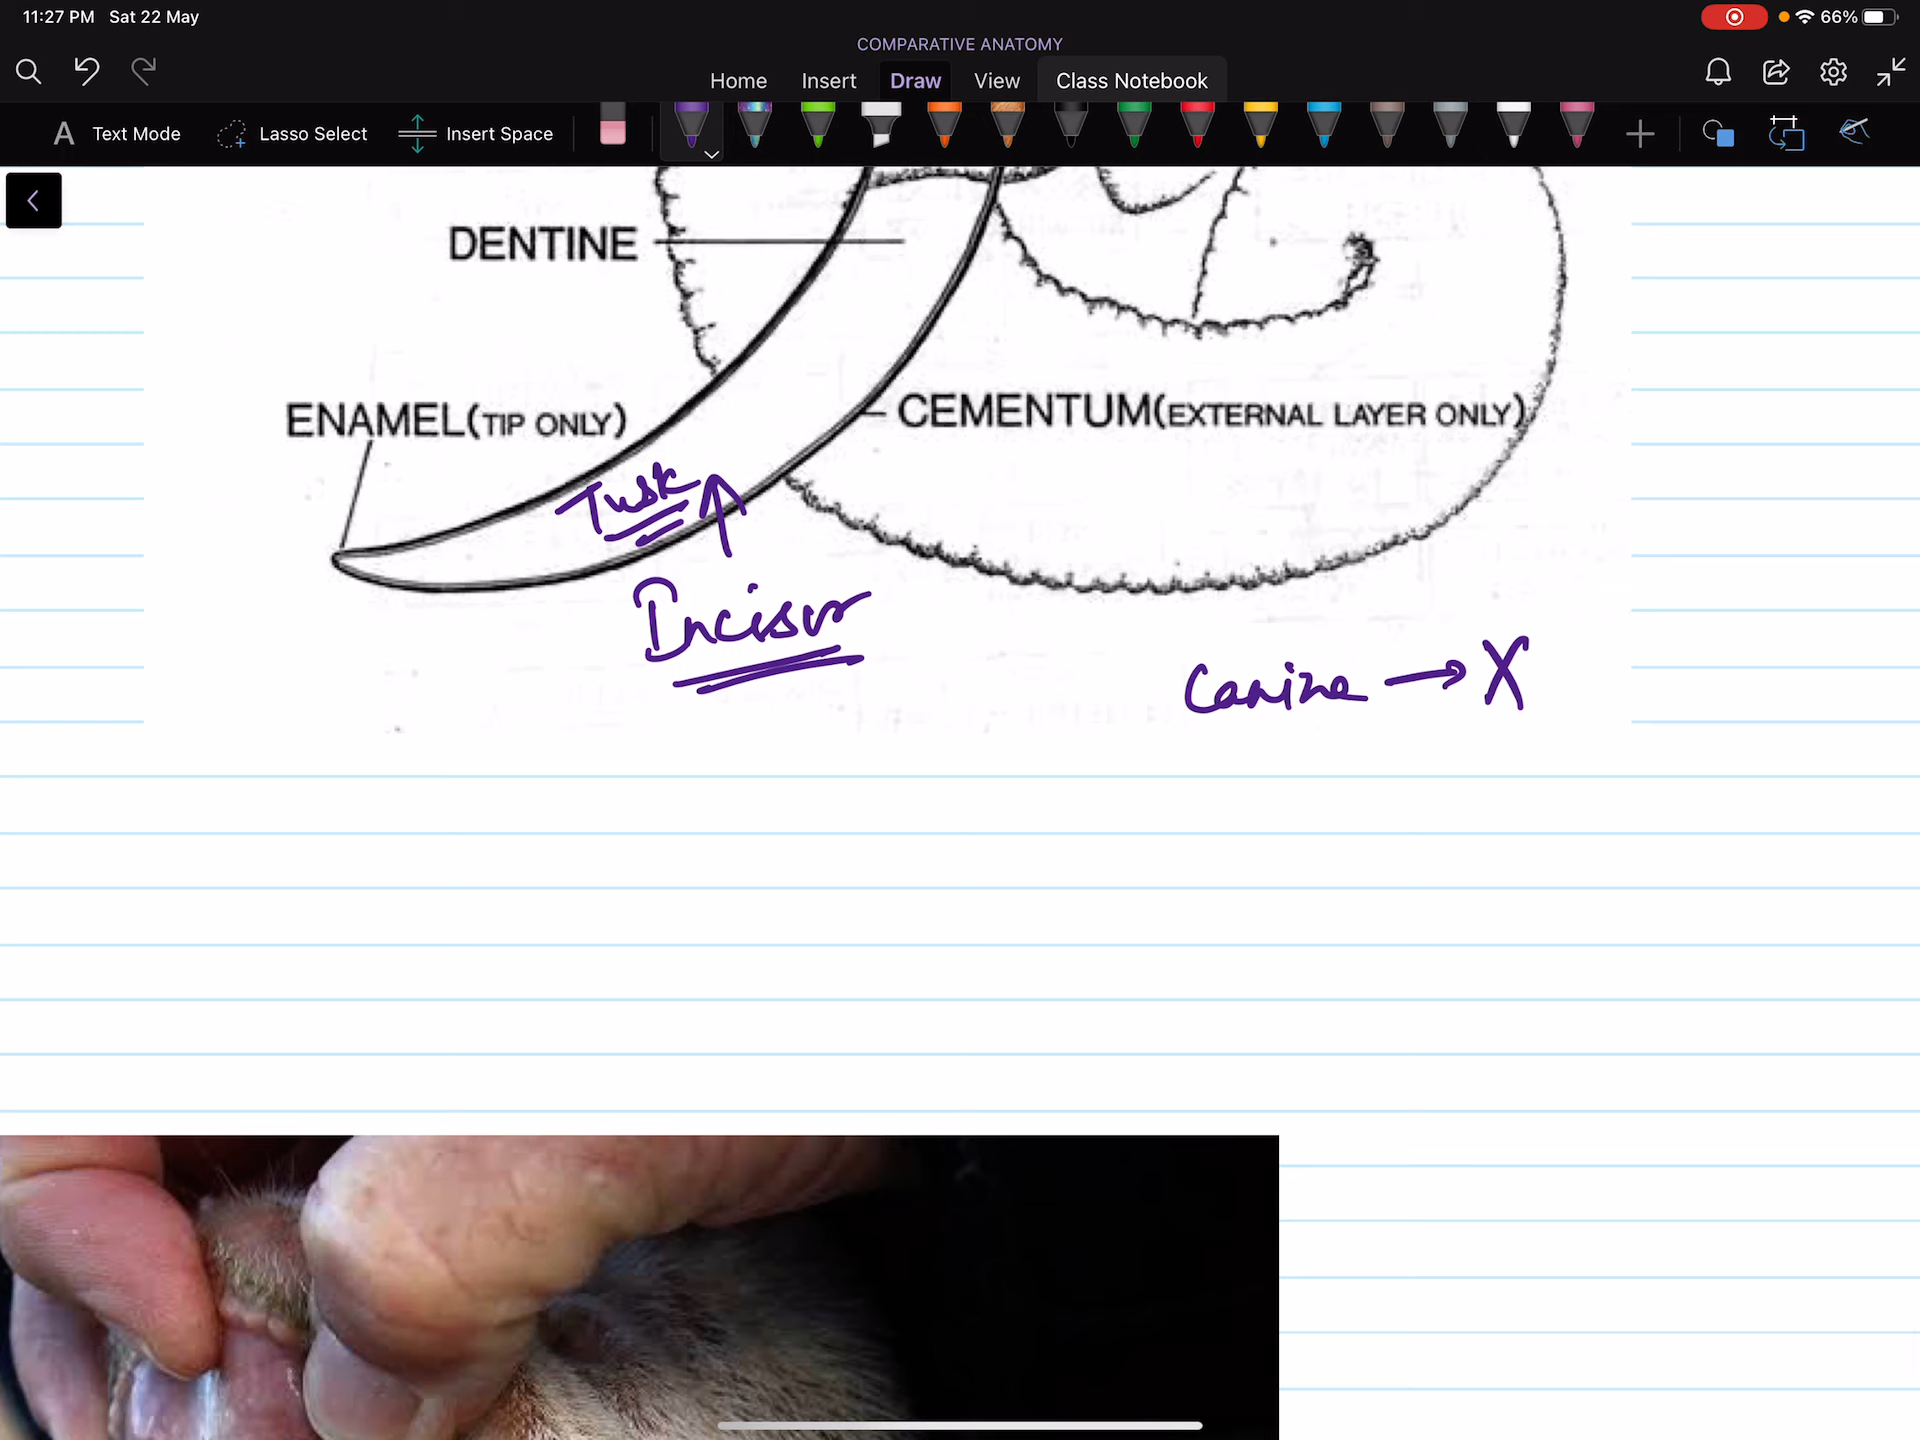 11:27 PM Sat 22 May
66%
COMPARATIVE ANATOMY
Home Insert Draw View Class Notebook
A Text Mode Lasso Select Insert Space
DENTINE
ENAMEL(TIP ONLY)
CEMENTUM(EXTERNAL LAYER ONLY)
Tusk
Incisor
Canine → X